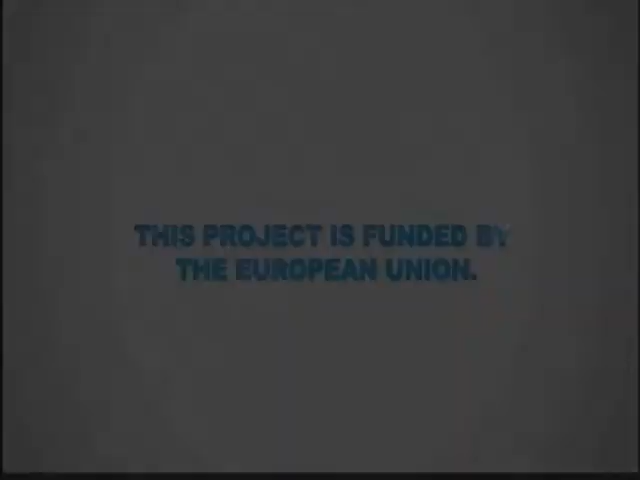 THIS PROJECT IS FUNDED BY
THE EUROPEAN UNION.